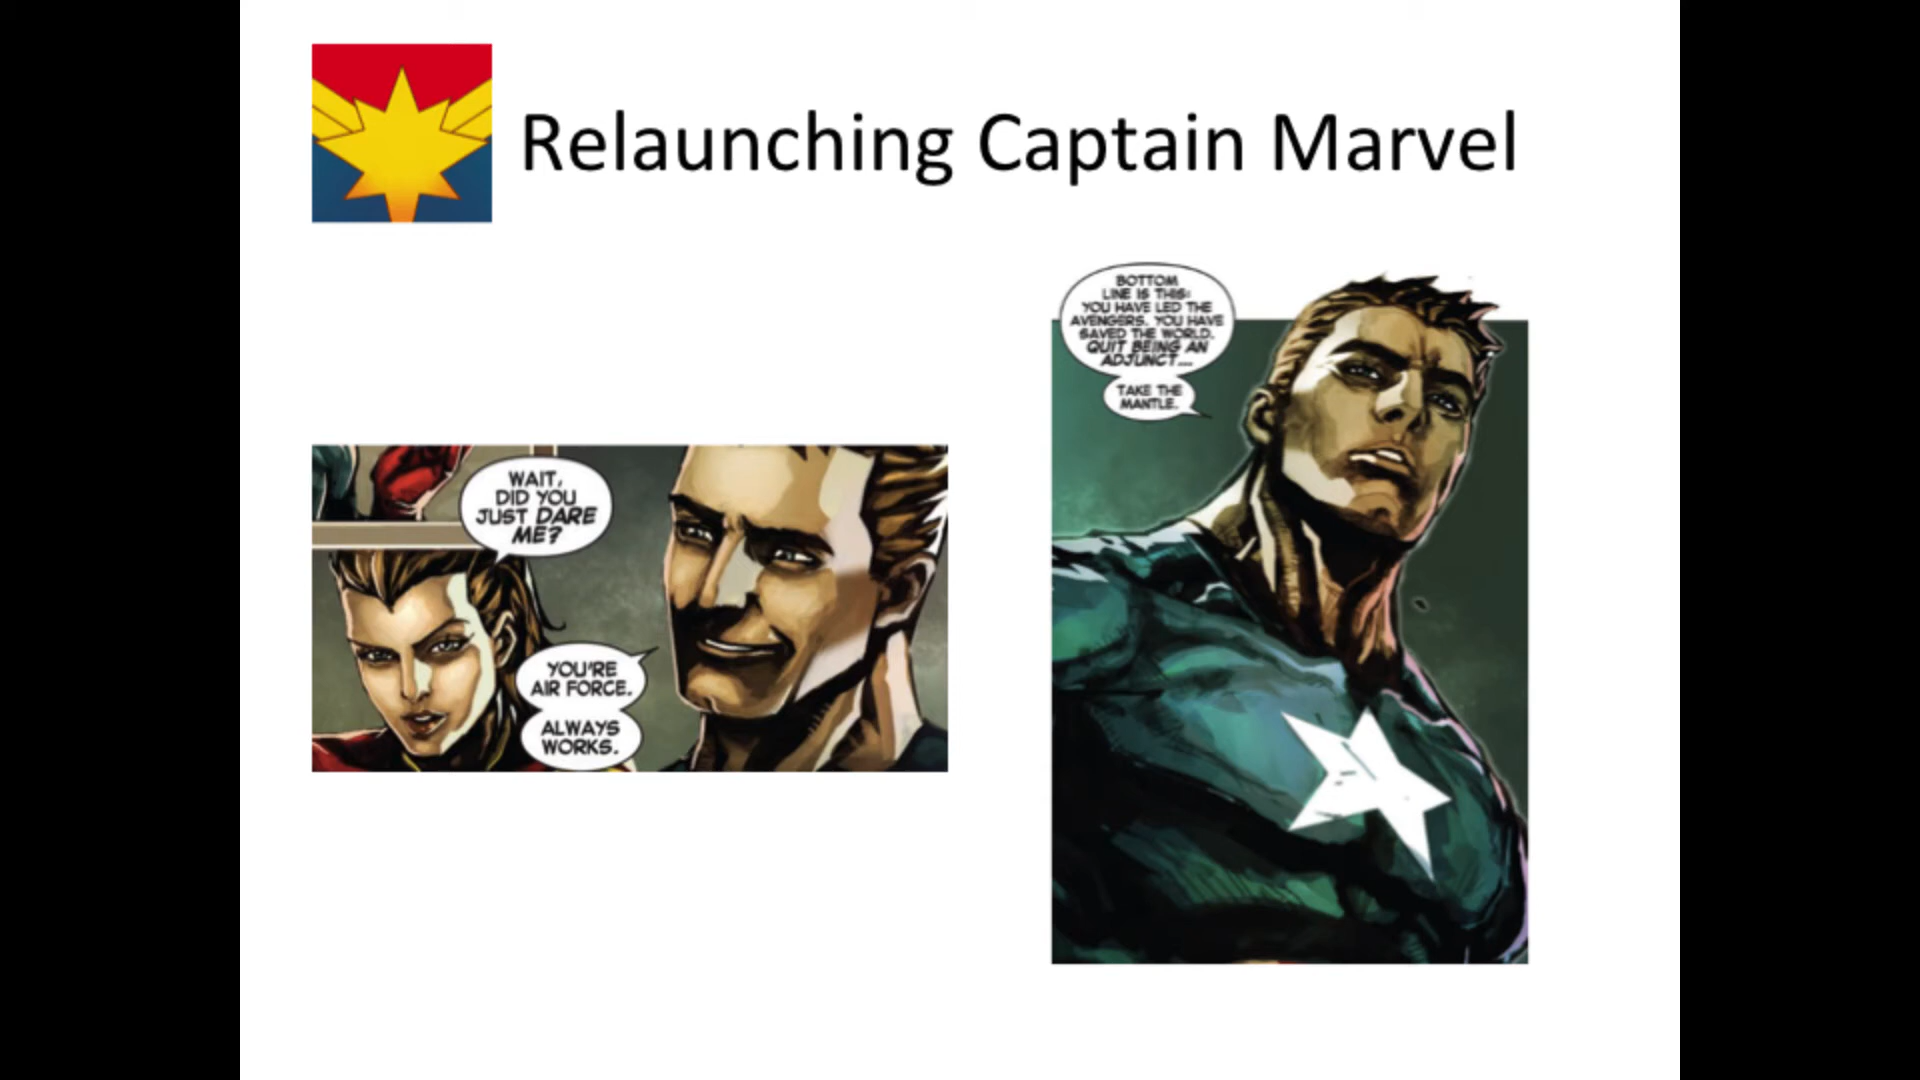 Relaunching Captain Marvel
WAIT,
DID YOU
JUST DARE
ME?
YOU'RE
AIR FORCE.
ALWAYS
WORKS.
BOTTOM
LINE IS THIS:
YOU HAVE LED THE
AVENGERS. YOU HAVE
SAVED THE WORLD.
QUIT BEING AN
ADJUNCT...
TAKE THE
MANTLE.